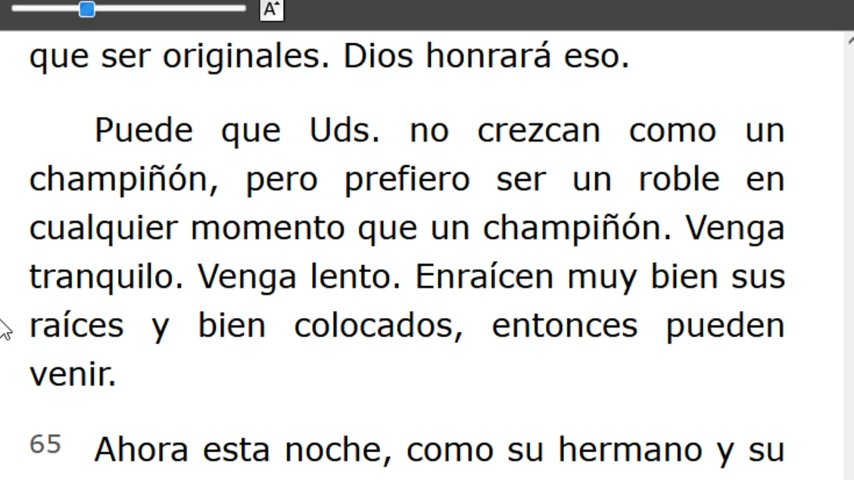 A
que ser originales. Dios honrará eso.
Puede que Uds. no crezcan como un
champiñón, pero prefiero ser un roble en
cualquier momento que un champiñón. Venga
tranquilo. Venga lento. Enraícen muy bien sus
raíces y bien colocados, entonces pueden
venir.
65 Ahora esta noche, como su hermano y su